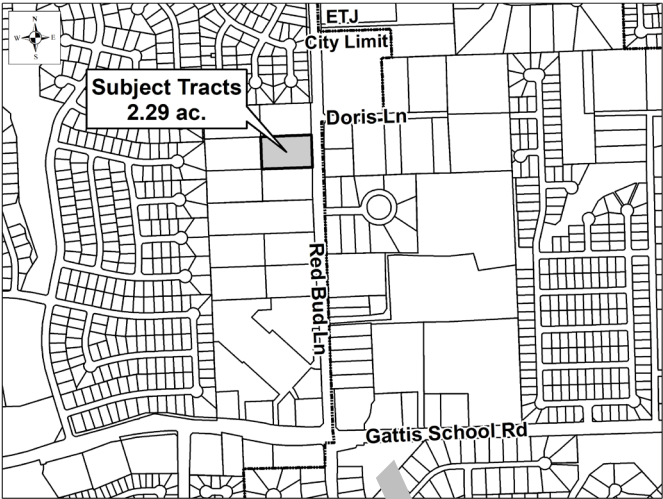 N
W E
S
ETJ
City Limit
Subject Tracts
2.29 ac.
Doris Ln
Red Bud Ln
Gattis School Rd